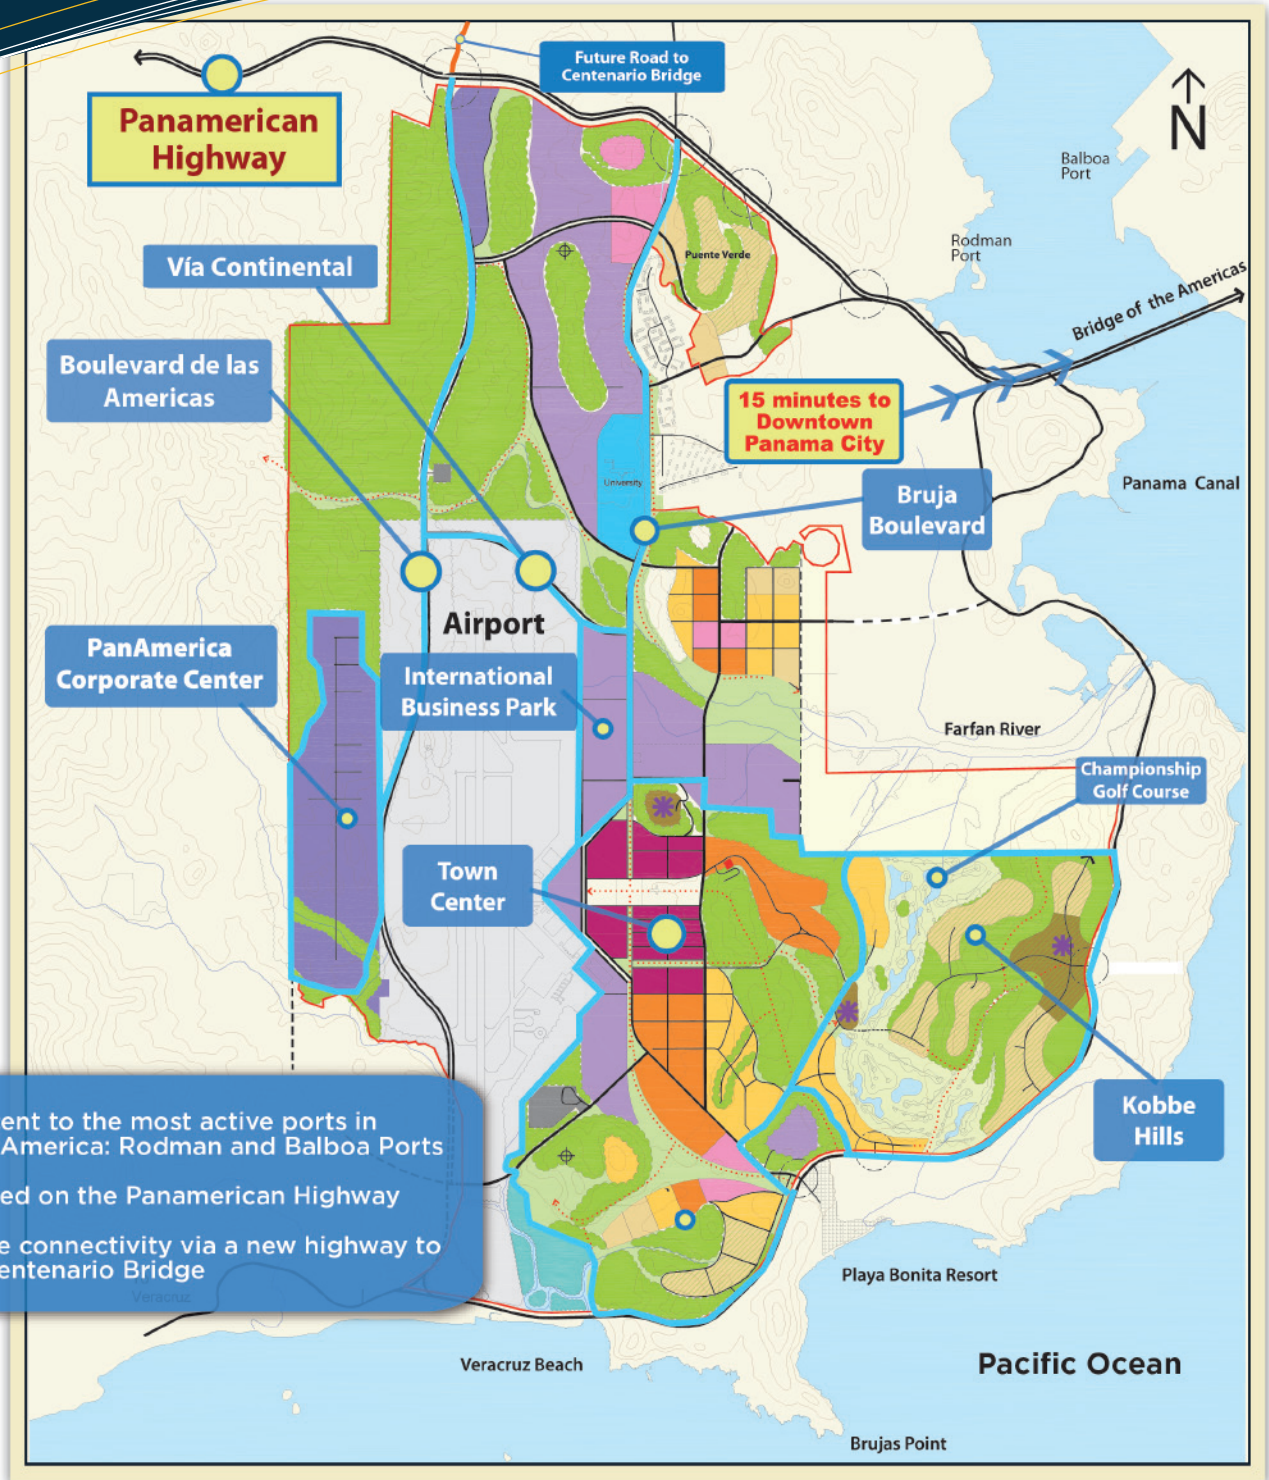 Future Road to
Centenario Bridge
Panamerican
Highway
N
Balboa
Port
Vía Continental
Rodman
Port
Puente Verde
Bridge of the Americas
Boulevard de las
Americas
15 minutes to
Downtown
Panama City
University
Bruja
Boulevard
Panama Canal
Airport
PanAmerica
Corporate Center
International
Business Park
Farfan River
Championship
Golf Course
Town
Center
Kobbe
Hills
ent to the most active ports in
America: Rodman and Balboa Ports
ed on the Panamerican Highway
e connectivity via a new highway to
entenario Bridge
Veracruz
Playa Bonita Resort
Veracruz Beach
Pacific Ocean
Brujas Point